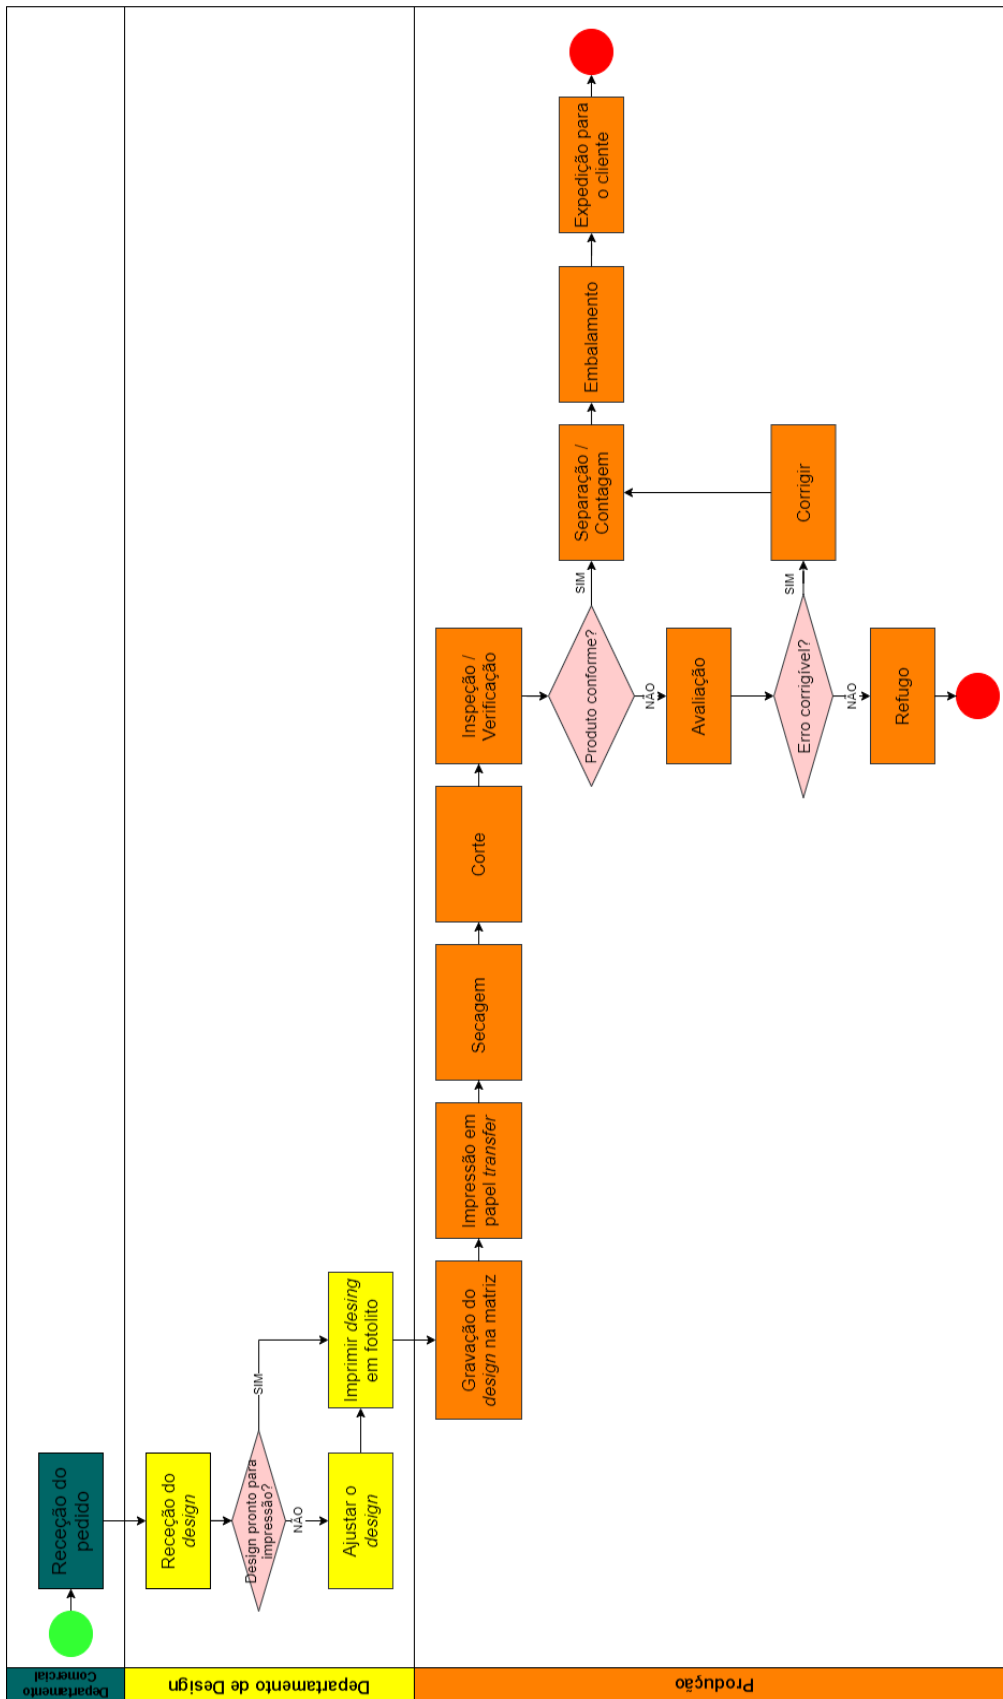 Departamento
Comercial
Receção do
pedido
Departamento de Design
Receção do
design
Design pronto para
impressão?
SIM
NÃO
Ajustar o
design
Imprimir desing
em fotolito
Produção
Gravação do
design na matriz
Impressão em
papel transfer
Secagem
Corte
Inspeção /
Verificação
Produto conforme?
SIM
NÃO
Separação /
Contagem
Embalamento
Expedição para
o cliente
Avaliação
Erro corrigível?
SIM
NÃO
Corrigir
Refugo